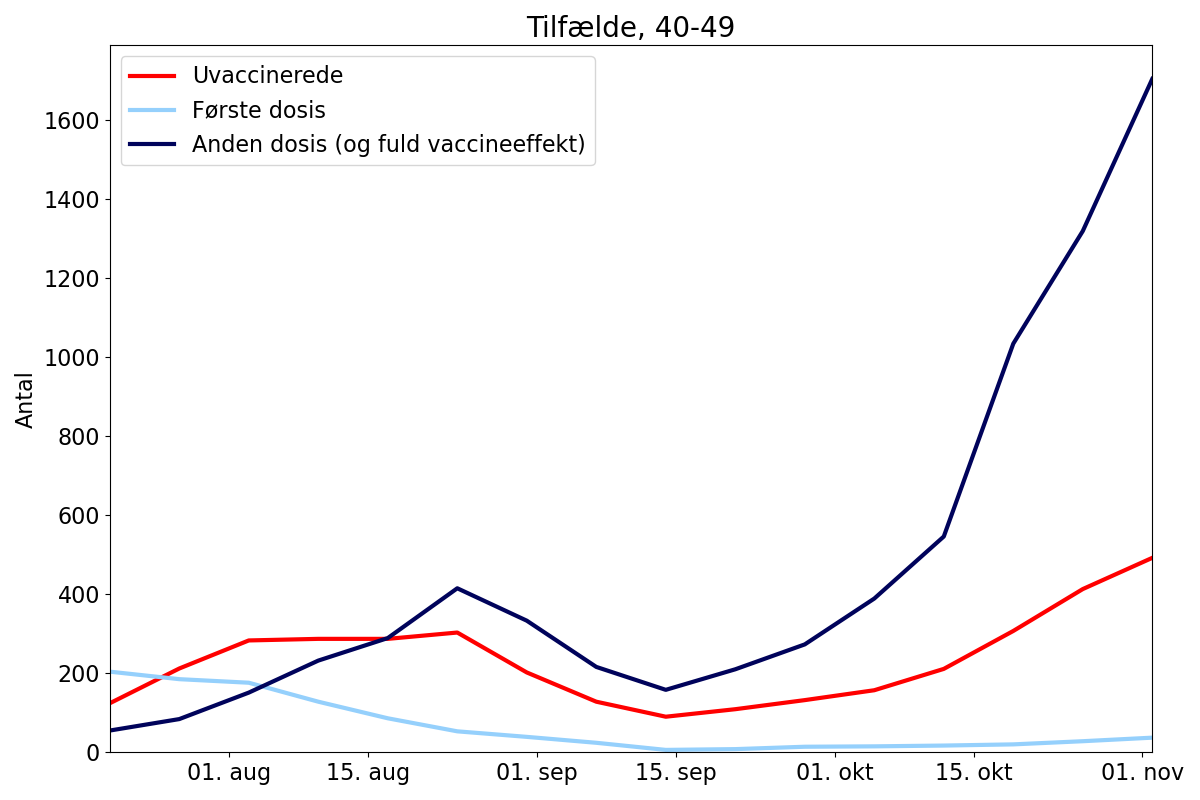 Tilfælde, 40-49
Uvaccinerede
Første dosis
Anden dosis (og fuld vaccineeffekt)
Antal
1600
1400
1200
1000
800
600
400
200
0
01. aug 15. aug 01. sep 15. sep 01. okt 15. okt 01. nov